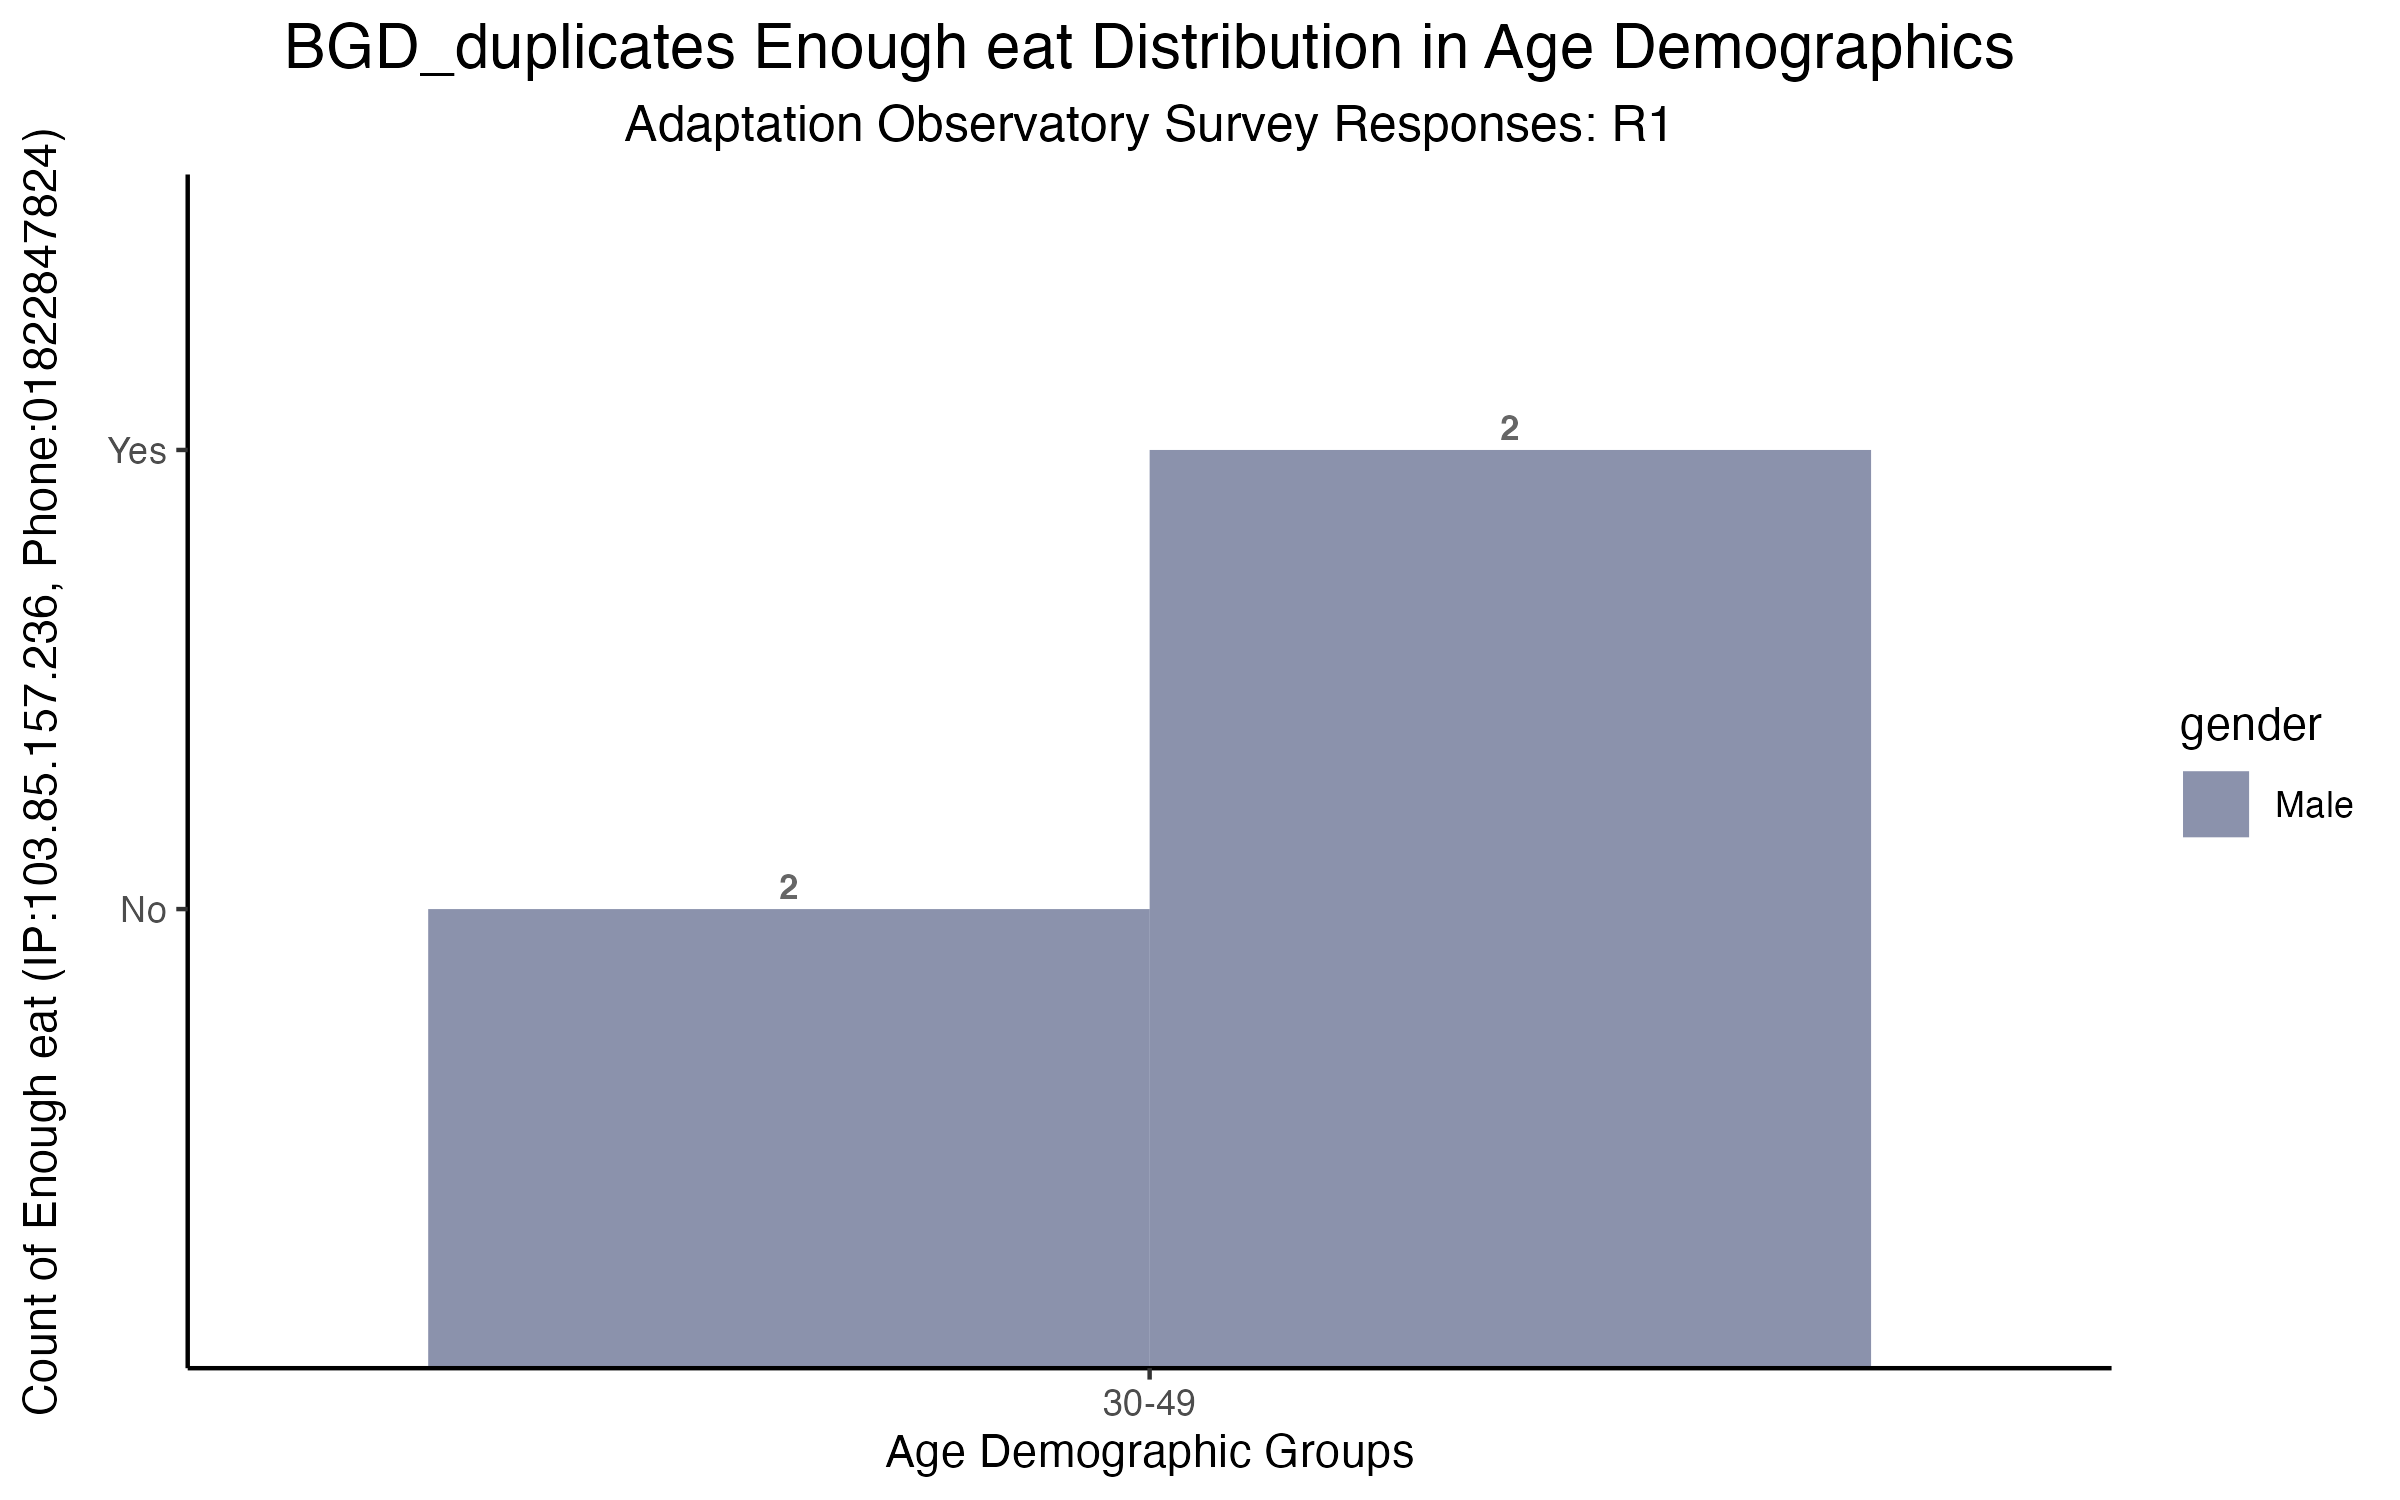 BGD_duplicates Enough eat Distribution in Age Demographics
Adaptation Observatory Survey Responses: R1
Count of Enough eat (IP:103.85.157.236, Phone:01822847824)
Yes
No
2
2
30-49
Age Demographic Groups
gender
Male